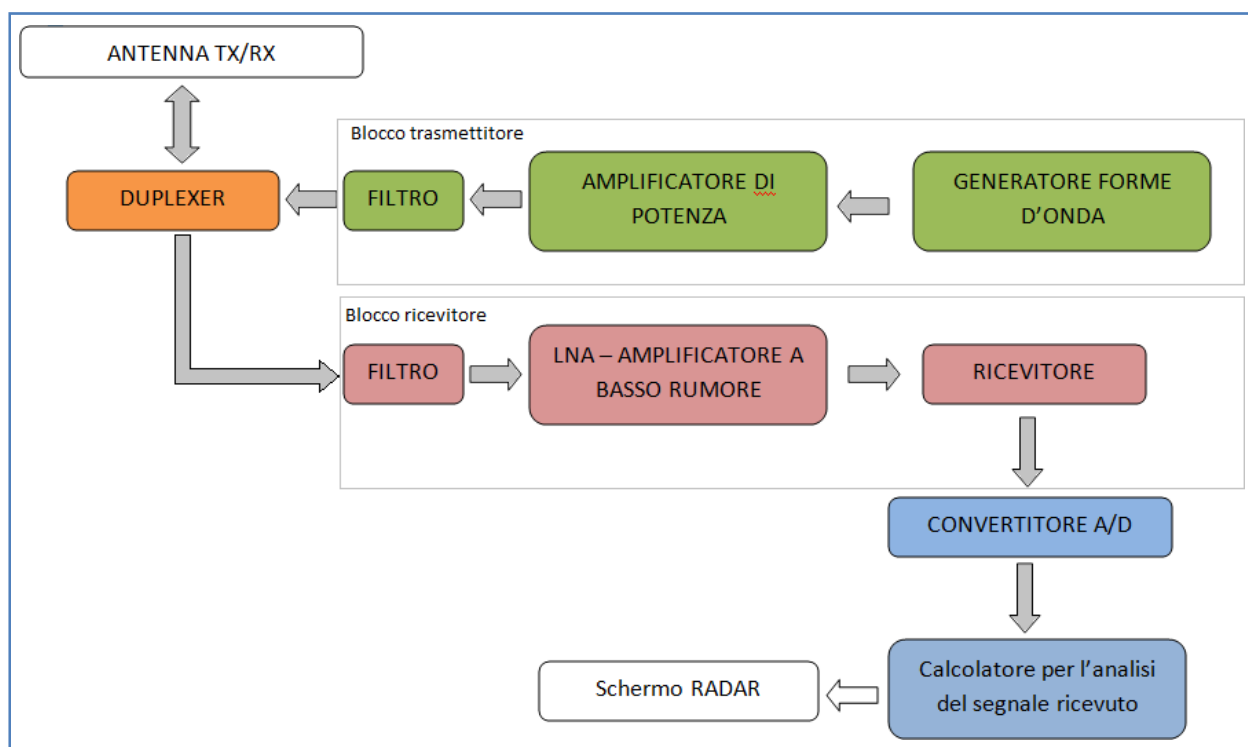 ANTENNA TX/RX
Blocco trasmettitore
DUPLEXER
FILTRO
AMPLIFICATORE DI
POTENZA
GENERATORE FORME
D’ONDA
Blocco ricevitore
FILTRO
LNA – AMPLIFICATORE A
BASSO RUMORE
RICEVITORE
CONVERTITORE A/D
Calcolatore per l’analisi
del segnale ricevuto
Schermo RADAR